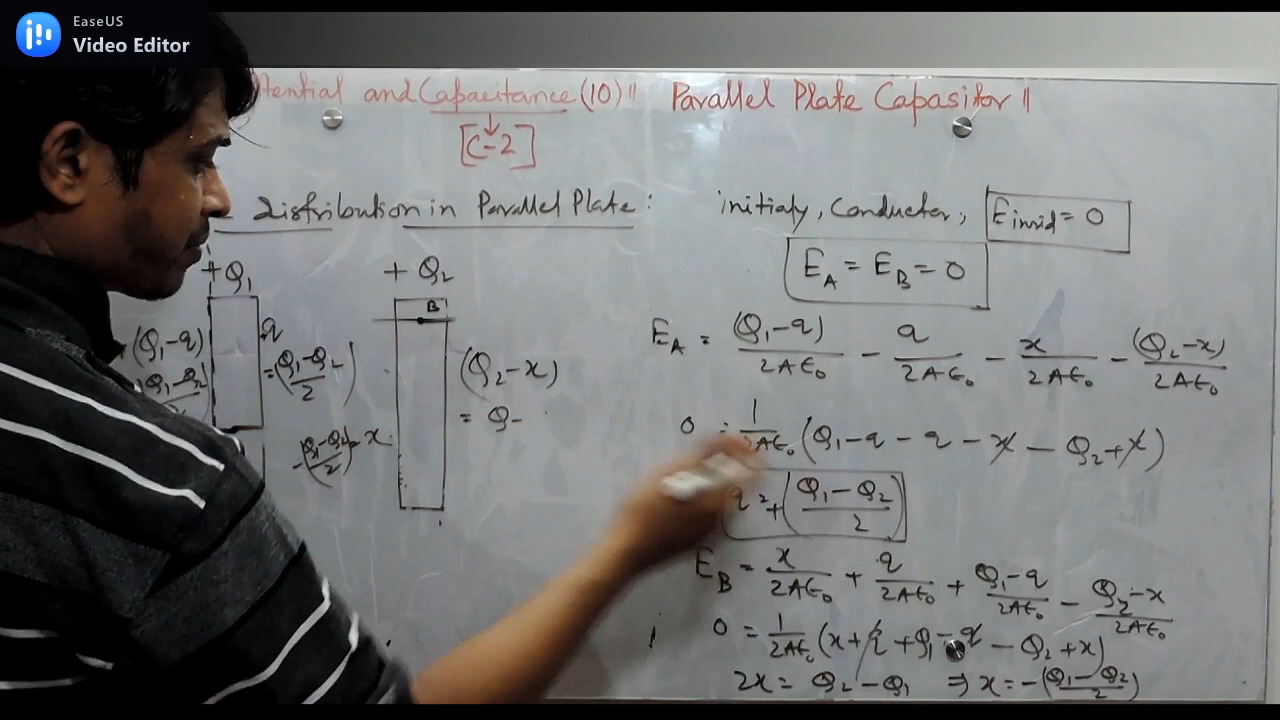 EaseUS
Video Editor
tential and Capacitance (10) || Parallel Plate Capasitor ||
↓
[C-2]
Distribution in Parallel Plate :
initialy, Conductor, E invid = 0
E_A = E_B = 0
+ Q₁
+ Q₂
B
(Q₁-q)
q
= (Q₁-Q₂/2)
(Q₂-x)
= Q-
-(Q₁-Q₂/2) x
E_A = (Q₁-q)/2Aϵ₀ - q/2Aϵ₀ - x/2Aϵ₀ - (Q₂-x)/2Aϵ₀
0 = 1/2Aϵ₀ (Q₁ - q - q - x - Q₂ + x)
q = + (Q₁ - Q₂/2)
E_B = x/2Aϵ₀ + q/2Aϵ₀ + Q₁-q/2Aϵ₀ - Q₂-x/2Aϵ₀
0 = 1/2Aϵ₀ (x + q + Q₁ - q - Q₂ + x)
2x = Q₂ - Q₁ ⇒ x = -(Q₁-Q₂/2)